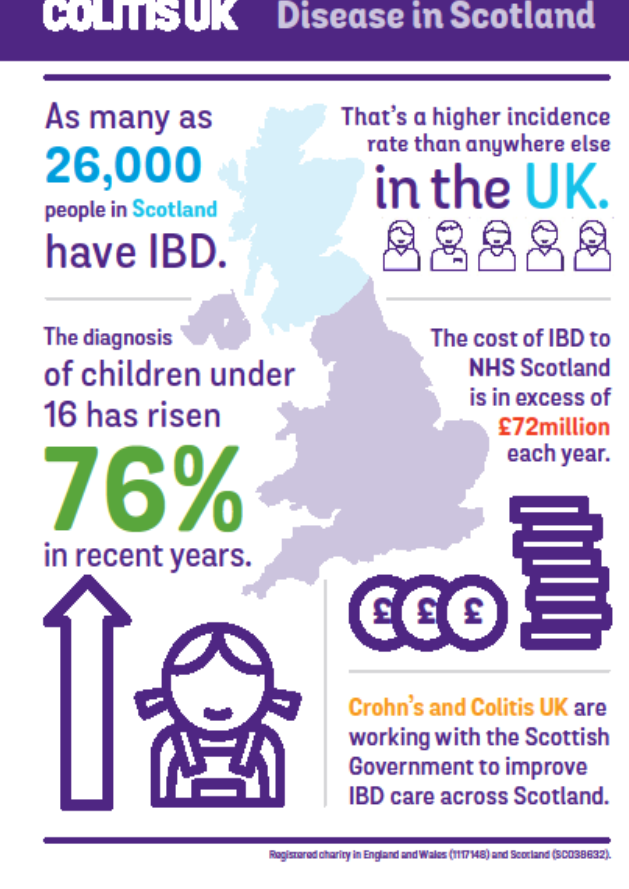 COLITIS UK
Disease in Scotland
As many as
26,000
people in Scotland
have IBD.
That's a higher incidence
rate than anywhere else
in the UK.
The diagnosis
of children under
16 has risen
76%
in recent years.
The cost of IBD to
NHS Scotland
is in excess of
£72million
each year.
£ £ £
Crohn's and Colitis UK are
working with the Scottish
Government to improve
IBD care across Scotland.
Registered charity in England and Wales (1117148) and Scotland (SC038632).